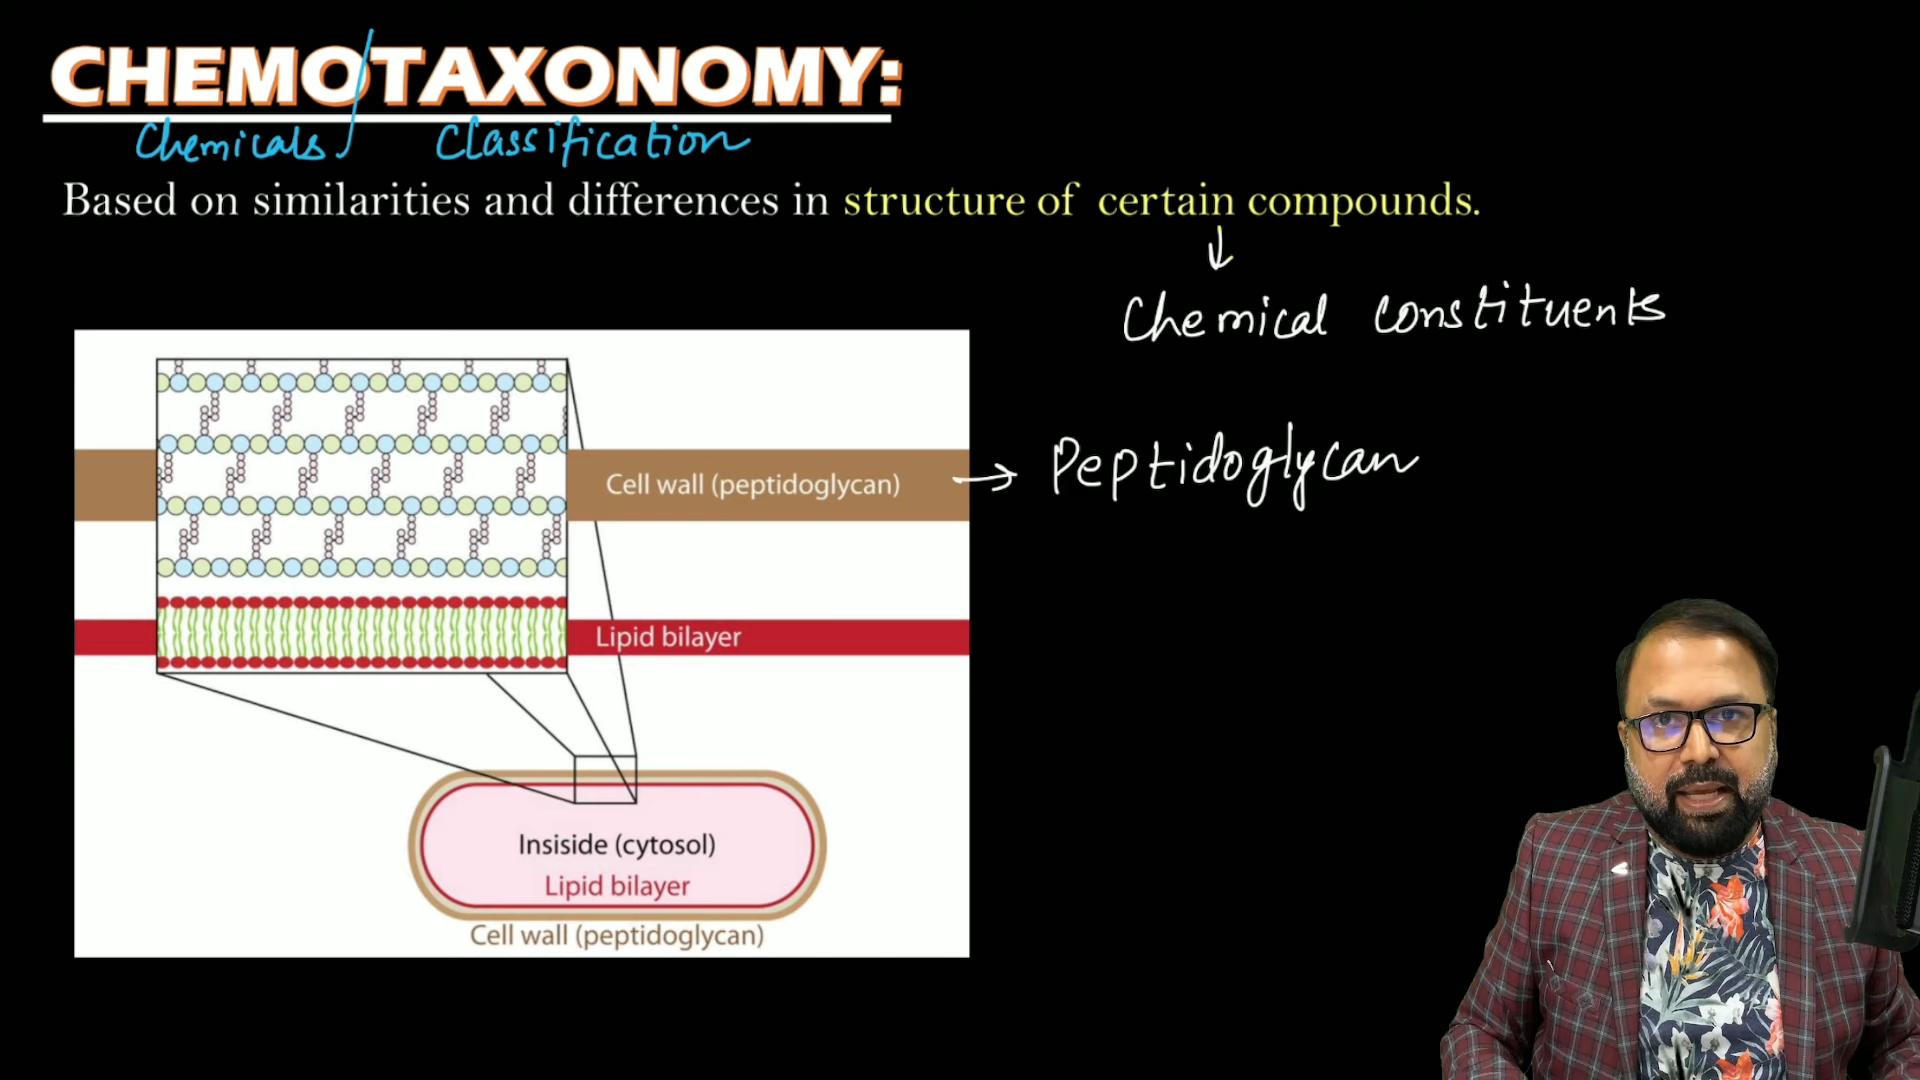 CHEMOTAXONOMY:
Chemicals Classification
Based on similarities and differences in structure of certain compounds.
↓
Chemical constituents
Cell wall (peptidoglycan) → Peptidoglycan
Lipid bilayer
Insiside (cytosol)
Lipid bilayer
Cell wall (peptidoglycan)